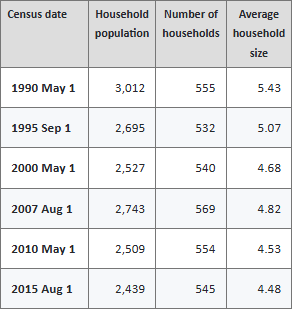 Census date Household population Number of households Average household size
1990 May 1 3,012 555 5.43
1995 Sep 1 2,695 532 5.07
2000 May 1 2,527 540 4.68
2007 Aug 1 2,743 569 4.82
2010 May 1 2,509 554 4.53
2015 Aug 1 2,439 545 4.48